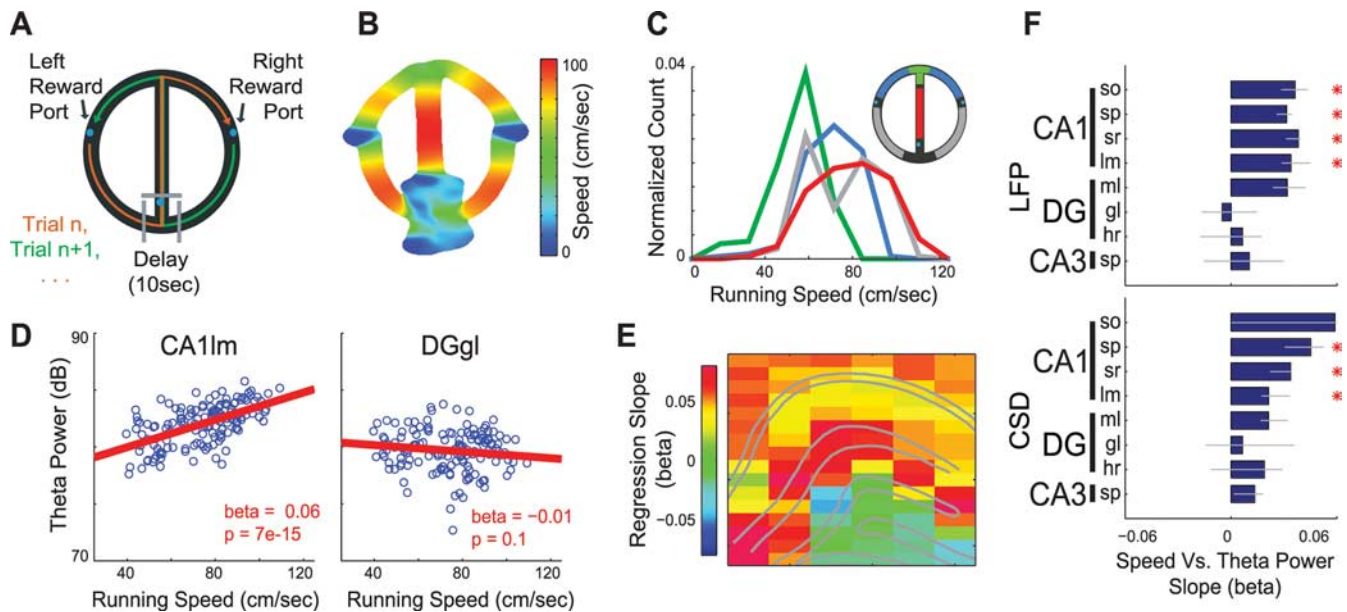 A
Left
Reward
Port
Right
Reward
Port
Trial n,
Trial n+1,
. . .
Delay
(10sec)
B
100
0
Speed (cm/sec)
C
0.04
0
Normalized Count
0
40
80
120
Running Speed (cm/sec)
D
90
70
Theta Power (dB)
CA1lm
beta = 0.06
p = 7e-15
40
80
120
Running Speed (cm/sec)
DGgl
beta = −0.01
p = 0.1
40
80
120
Running Speed (cm/sec)
E
Regression Slope
(beta)
0.05
0
−0.05
F
LFP
CA1
so
sp
sr
lm
DG
ml
gl
hr
CA3
sp
*
*
*
*
CSD
CA1
so
sp
sr
lm
DG
ml
gl
hr
CA3
sp
*
*
*
−0.06
0
0.06
Speed Vs. Theta Power
Slope (beta)